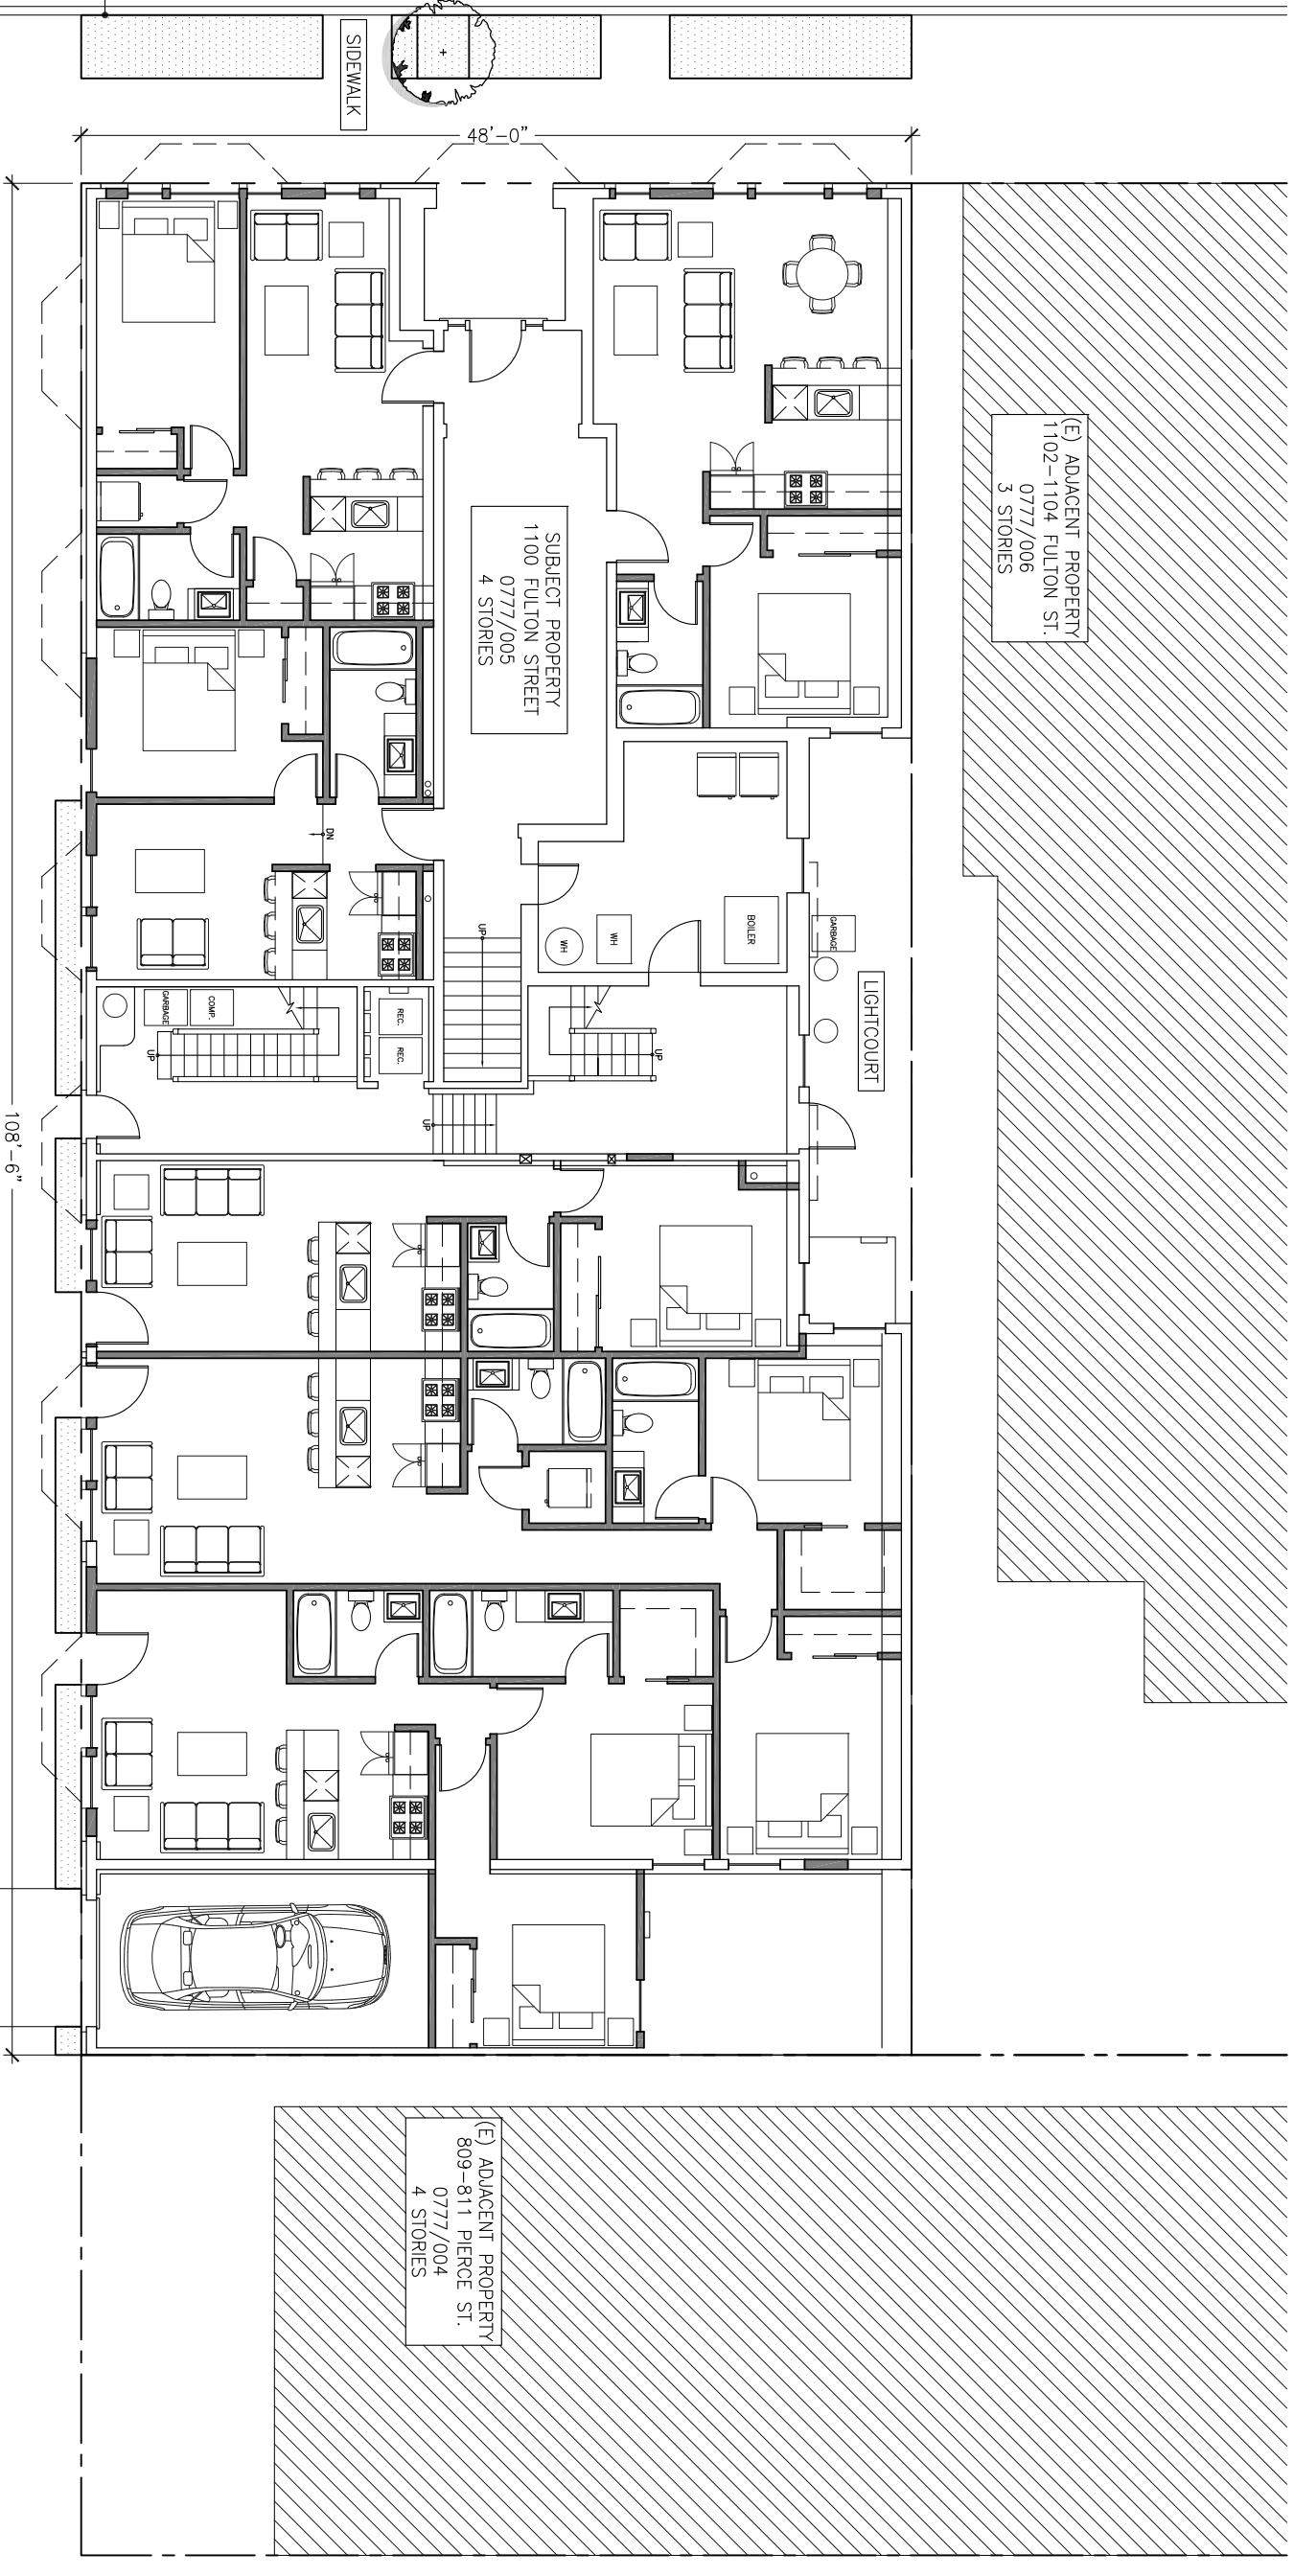 SIDEWALK
48'-0"
(E) ADJACENT PROPERTY
1102-1104 FULTON ST.
0777/006
3 STORIES
SUBJECT PROPERTY
1100 FULTON STREET
0777/005
4 STORIES
DN
UP
WH
WH
BOILER
GARBAGE
LIGHTCOURT
GARBAGE
COMP.
REC.
REC.
UP
UP
UP
108'-6"
(E) ADJACENT PROPERTY
809-811 PIERCE ST.
0777/004
4 STORIES